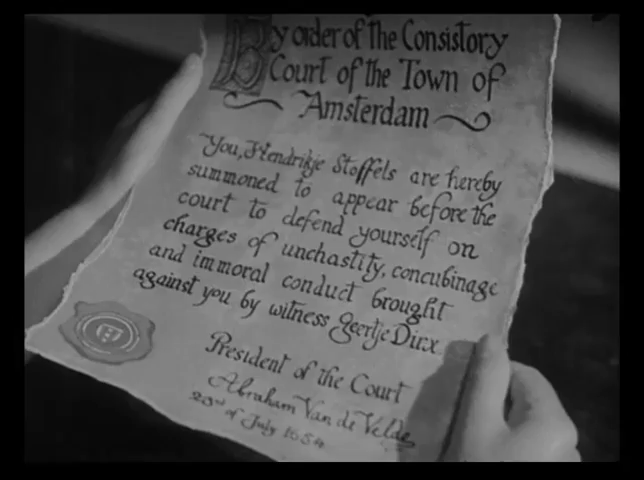 By order of the Consistory
Court of the Town of
Amsterdam
You, Hendrikje Stoffels are hereby
summoned to appear before the
court to defend yourself on
charges of unchastity, concubinage
and immoral conduct brought
against you by witness Geertje Dirx.
President of the Court
Abraham Van de Velde
23rd of July 1654